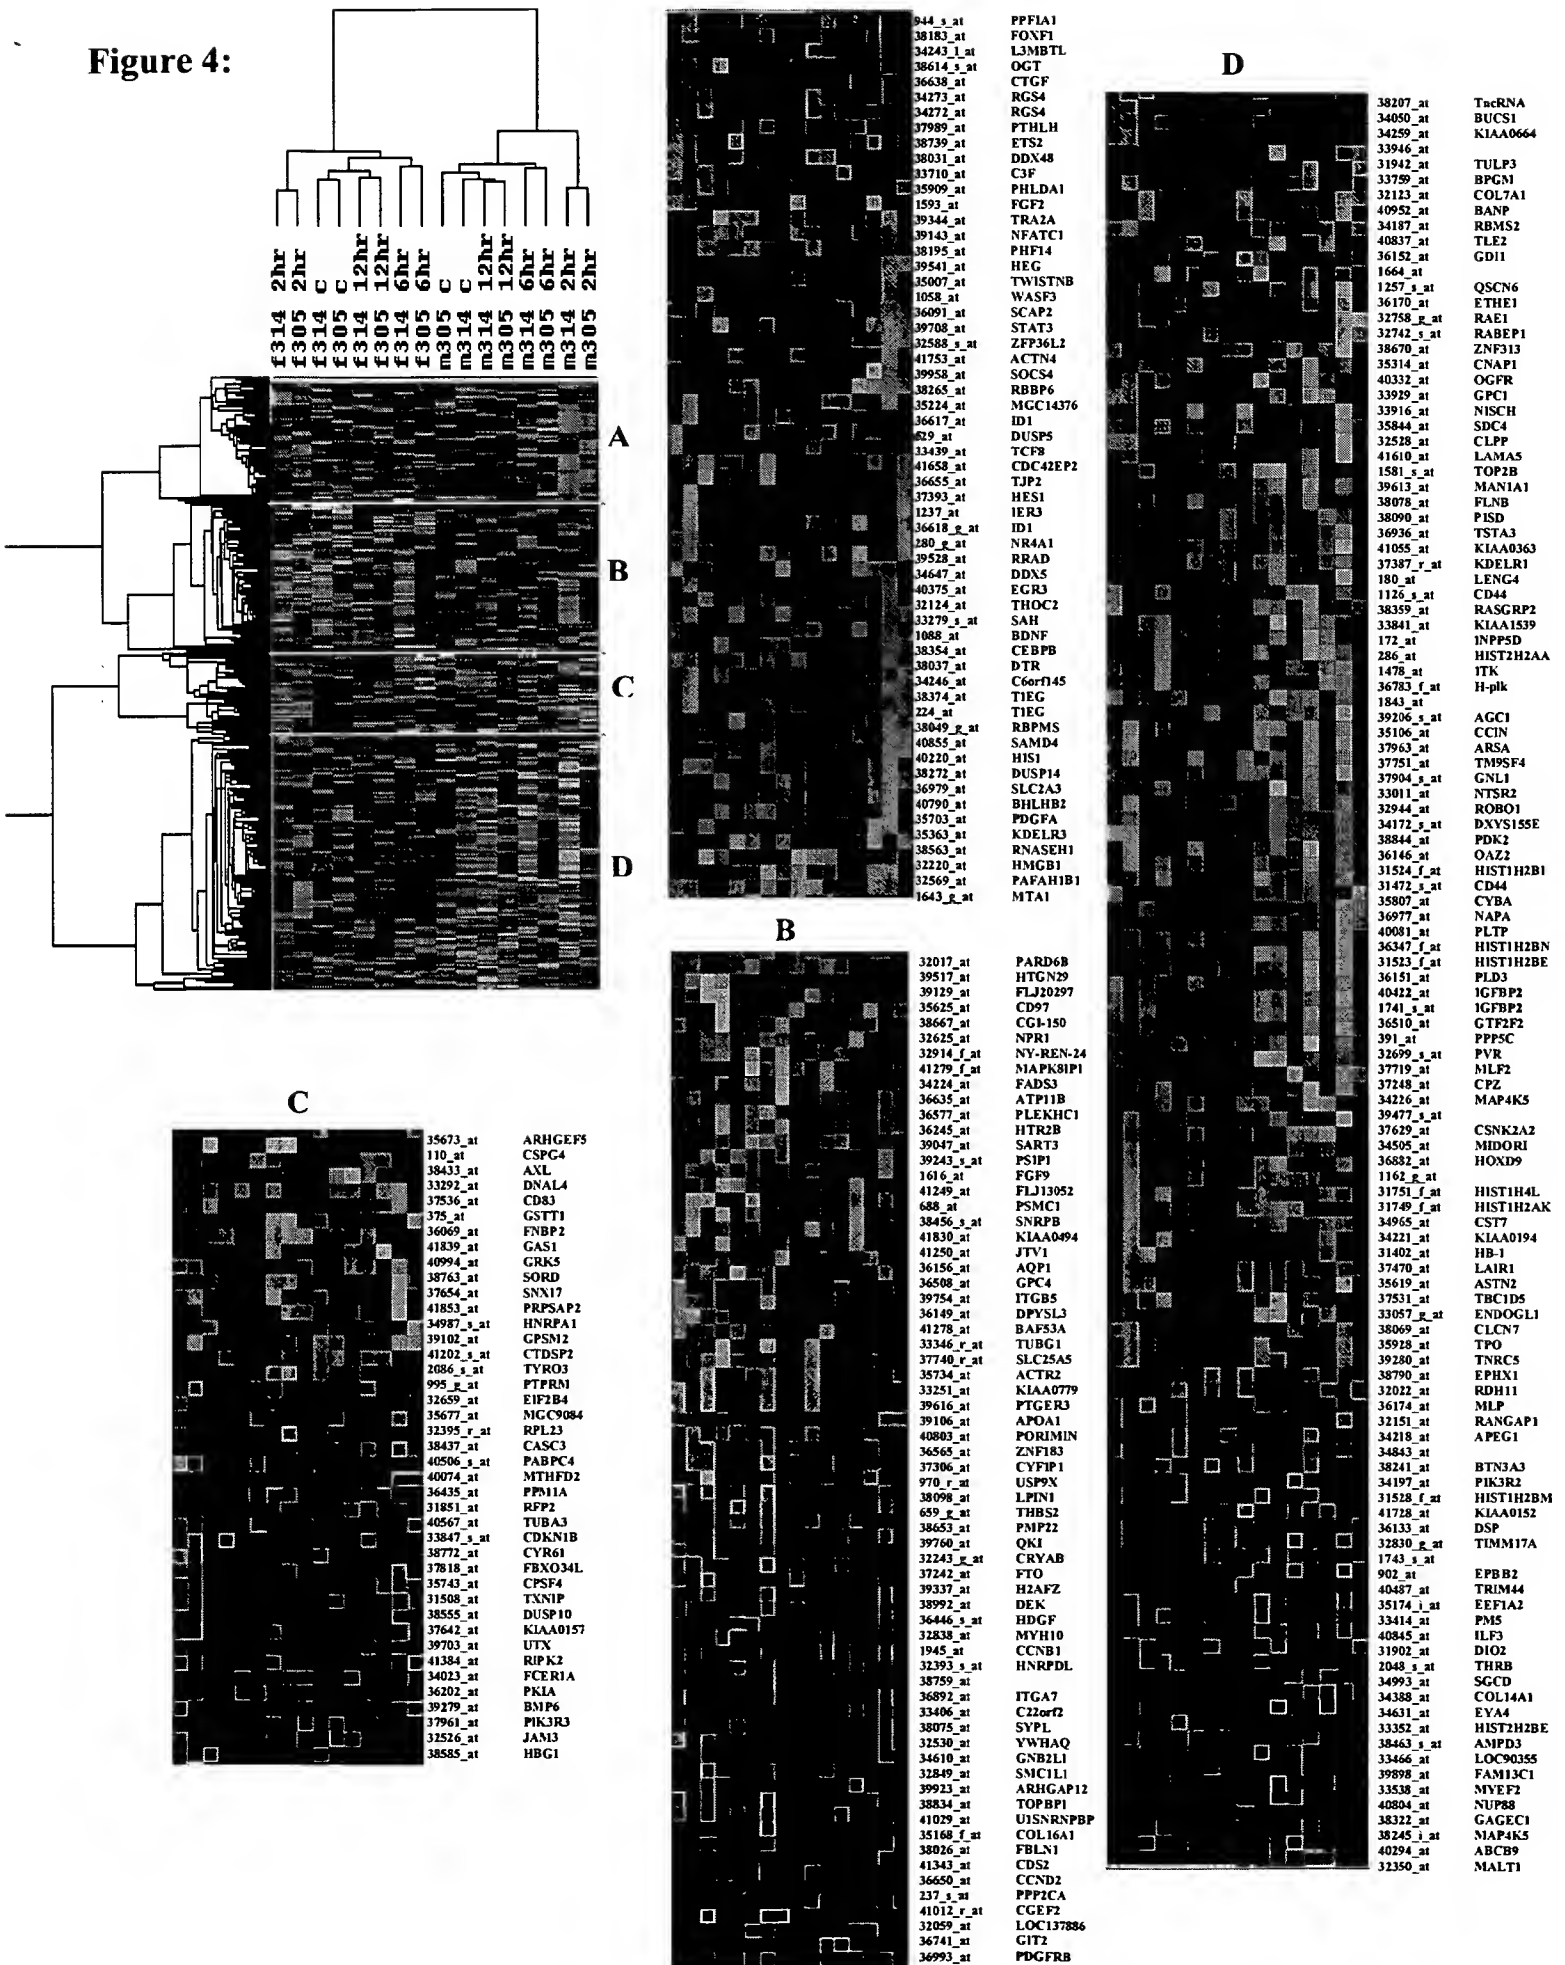 Figure 4:
f314 2hr
f305 2hr
f314 c
f305 c
f314 12hr
f305 12hr
f314 6hr
f305 6hr
m305 c
m314 c
m314 12hr
m305 12hr
m314 6hr
m305 6hr
m314 2hr
m305 2hr
A
B
C
D
944_s_at PPFIA1
38183_at FOXF1
34243_i_at L3MBTL
38614_s_at OGT
36638_at CTGF
34273_at RGS4
34272_at RGS4
37989_at PTHLH
38739_at ETS2
38031_at DDX48
33710_at C3F
35909_at PHLDA1
1593_at FGF2
39344_at TRA2A
39143_at NFATC1
38195_at PHF14
39541_at HEG
35007_at TWISTNB
1058_at WASF3
36091_at SCAP2
39708_at STAT3
32588_s_at ZFP36L2
41753_at ACTN4
39958_at SOCS4
38265_at RBBP6
35224_at MGC14376
36617_at ID1
529_at DUSP5
33439_at TCF8
41658_at CDC42EP2
36655_at TJP2
37393_at HES1
1237_at IER3
36618_g_at ID1
280_g_at NR4A1
39528_at RRAD
34647_at DDX5
40375_at EGR3
32124_at THOC2
33279_s_at SAH
1088_at BDNF
38354_at CEBPB
38037_at DTR
34246_at C6orf145
38374_at TIEG
224_at TIEG
38049_g_at RBPMS
40855_at SAMD4
40220_at HIS1
38272_at DUSP14
36979_at SLC2A3
40790_at BHLHB2
35703_at PDGFA
35363_at KDELR3
38563_at RNASEH1
32220_at HMGB1
32569_at PAFAH1B1
1643_g_at MTA1
B
32017_at PARD6B
39517_at HTGN29
39129_at FLJ20297
35625_at CD97
38667_at CGI-150
32625_at NPR1
32914_f_at NY-REN-24
41279_f_at MAPK8IP1
34224_at FADS3
36635_at ATP11B
36577_at PLEKHC1
36245_at HTR2B
39047_at SART3
39243_s_at PSIP1
1616_at FGF9
41249_at FLJ13052
688_at PSMC1
38456_s_at SNRPB
41830_at KIAA0494
41250_at JTV1
36156_at AQP1
36508_at GPC4
39754_at ITGB5
36149_at DPYSL3
41278_at BAF53A
33346_r_at TUBG1
37740_r_at SLC25A5
35734_at ACTR2
33251_at KIAA0779
39616_at PTGER3
39106_at APOA1
40803_at PORIMIN
36565_at ZNF183
37306_at CYFIP1
970_r_at USP9X
38098_at LPIN1
659_g_at THBS2
38653_at PMP22
39760_at QKI
32243_g_at CRYAB
37242_at FTO
39337_at H2AFZ
38992_at DEK
36446_s_at HDGF
32838_at MYH10
1945_at CCNB1
32393_s_at HNRPDL
38759_at
36892_at ITGA7
33406_at C22orf2
38075_at SYPL
32530_at YWHAQ
34610_at GNB2L1
32849_at SMC1L1
39923_at ARHGAP12
38834_at TOPBP1
41029_at U1SNRNPBP
35168_f_at COL16A1
38026_at FBLN1
41343_at CDS2
36650_at CCND2
237_s_at PPP2CA
41012_r_at CGEF2
32059_at LOC137886
36741_at GIT2
36993_at PDGFRB
C
35673_at ARHGEF5
110_at CSPG4
38433_at AXL
33292_at DNAL4
37536_at CD83
375_at GSTT1
36069_at FNBP2
41839_at GAS1
40994_at GRK5
38763_at SORD
37654_at SNX17
41853_at PRPSAP2
34987_s_at HNRPA1
39102_at GPSM2
41202_s_at CTDSP2
2086_s_at TYRO3
995_g_at PTPRM
32659_at EIF2B4
35677_at MGC9084
32395_r_at RPL23
38437_at CASC3
40506_s_at PABPC4
40074_at MTHFD2
36435_at PPM1A
31851_at RFP2
40567_at TUBA3
33847_s_at CDKN1B
38772_at CYR61
37818_at FBXO34L
35743_at CPSF4
31508_at TXNIP
38555_at DUSP10
37642_at KIAA0157
39703_at UTX
41384_at RIPK2
34023_at FCER1A
36202_at PKIA
39279_at BMP6
37961_at PIK3R3
32526_at JAM3
38585_at HBG1
D
38207_at TncRNA
34050_at BUCS1
34259_at KIAA0664
33946_at
31942_at TULP3
33759_at BPGM
32123_at COL7A1
40952_at BANP
34187_at RBMS2
40837_at TLE2
36152_at GDI1
1664_at
1257_s_at QSCN6
36170_at ETHE1
32758_g_at RAE1
32742_s_at RABEP1
38670_at ZNF313
35314_at CNAP1
40332_at OGFR
33929_at GPC1
33916_at NISCH
35844_at SDC4
32528_at CLPP
41610_at LAMA5
1581_s_at TOP2B
39613_at MAN1A1
38078_at FLNB
38090_at PISD
36936_at TSTA3
41055_at KIAA0363
37387_r_at KDELR1
180_at LENG4
1126_s_at CD44
38359_at RASGRP2
33841_at KIAA1539
172_at INPP5D
286_at HIST2H2AA
1478_at ITK
36783_f_at H-plk
1843_at
39206_s_at AGC1
35106_at CCIN
37963_at ARSA
37751_at TM9SF4
37904_s_at GNL1
33011_at NTSR2
32944_at ROBO1
34172_s_at DXYS155E
38844_at PDK2
36146_at OAZ2
31524_f_at HIST1H2B1
31472_s_at CD44
35807_at CYBA
36977_at NAPA
40081_at PLTP
36347_f_at HIST1H2BN
31523_f_at HIST1H2BE
36151_at PLD3
40422_at IGFBP2
1741_s_at IGFBP2
36510_at GTF2F2
391_at PPP5C
32699_s_at PVR
37719_at MLF2
37248_at CPZ
34226_at MAP4K5
39477_s_at
37629_at CSNK2A2
34505_at MIDORI
36882_at HOXD9
1162_g_at
31751_f_at HIST1H4L
31749_f_at HIST1H2AK
34965_at CST7
34221_at KIAA0194
31402_at HB-1
37470_at LAIR1
35619_at ASTN2
37531_at TBC1D5
33057_g_at ENDOGL1
38069_at CLCN7
35928_at TPO
39280_at TNRC5
38790_at EPHX1
32022_at RDH11
36174_at MLP
32151_at RANGAP1
34218_at APEG1
34843_at
38241_at BTN3A3
34197_at PIK3R2
31528_f_at HIST1H2BM
41728_at KIAA0152
36133_at DSP
32830_g_at TIMM17A
1743_s_at
902_at EPBB2
40487_at TRIM44
35174_i_at EEF1A2
33414_at PM5
40845_at ILF3
31902_at DIO2
2048_s_at THRB
34993_at SGCD
34388_at COL14A1
34631_at EYA4
33352_at HIST2H2BE
38463_s_at AMPD3
33466_at LOC90355
39898_at FAM13C1
33538_at MYEF2
40804_at NUP88
38322_at GAGEC1
38245_i_at MAP4K5
40294_at ABCB9
32350_at MALT1